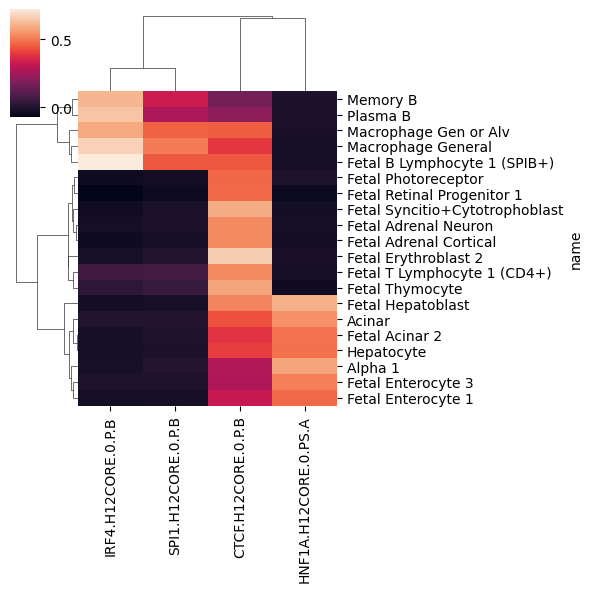 0.5
0.0
Memory B
Plasma B
Macrophage Gen or Alv
Macrophage General
Fetal B Lymphocyte 1 (SPIB+)
Fetal Photoreceptor
Fetal Retinal Progenitor 1
Fetal Syncitio+Cytotrophoblast
Fetal Adrenal Neuron
Fetal Adrenal Cortical
Fetal Erythroblast 2
Fetal T Lymphocyte 1 (CD4+)
Fetal Thymocyte
Fetal Hepatoblast
Acinar
Fetal Acinar 2
Hepatocyte
Alpha 1
Fetal Enterocyte 3
Fetal Enterocyte 1
name
IRF4.H12CORE.0.P.B
SPI1.H12CORE.0.P.B
CTCF.H12CORE.0.P.B
HNF1A.H12CORE.0.PS.A